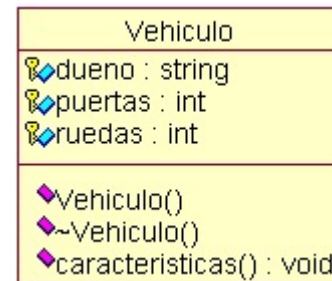 Vehiculo
dueno : string
puertas : int
ruedas : int
Vehiculo()
~Vehiculo()
caracteristicas() : void